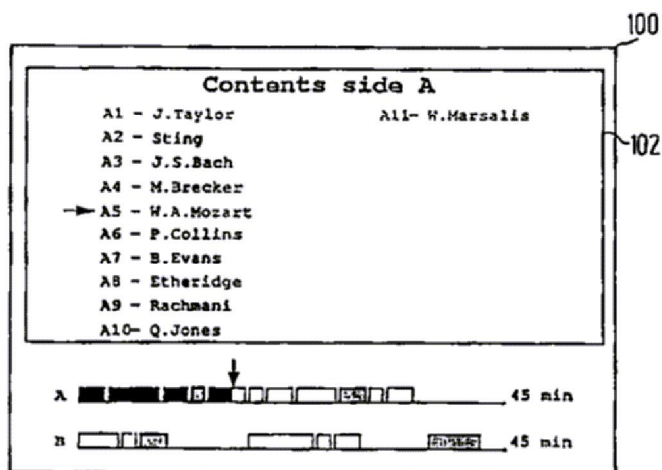 100
Contents side A
A1 - J.Taylor
A2 - Sting
A3 - J.S.Bach
A4 - M.Brecker
A5 - W.A.Mozart
A6 - P.Collins
A7 - B.Evans
A8 - Etheridge
A9 - Rachmani
A10- Q.Jones
A11- W.Marsalis
102
A 45 min
B 45 min